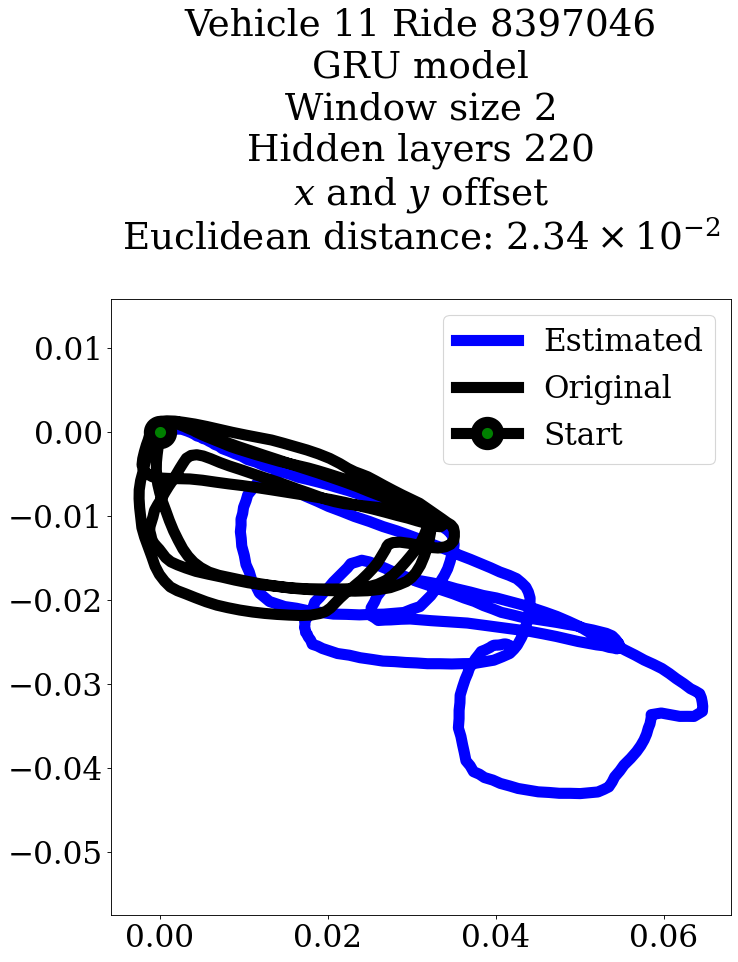 Vehicle 11 Ride 8397046
GRU model
Window size 2
Hidden layers 220
x and y offset
Euclidean distance: 2.34 × 10⁻²
Estimated
Original
Start
0.01
0.00
−0.01
−0.02
−0.03
−0.04
−0.05
0.00 0.02 0.04 0.06